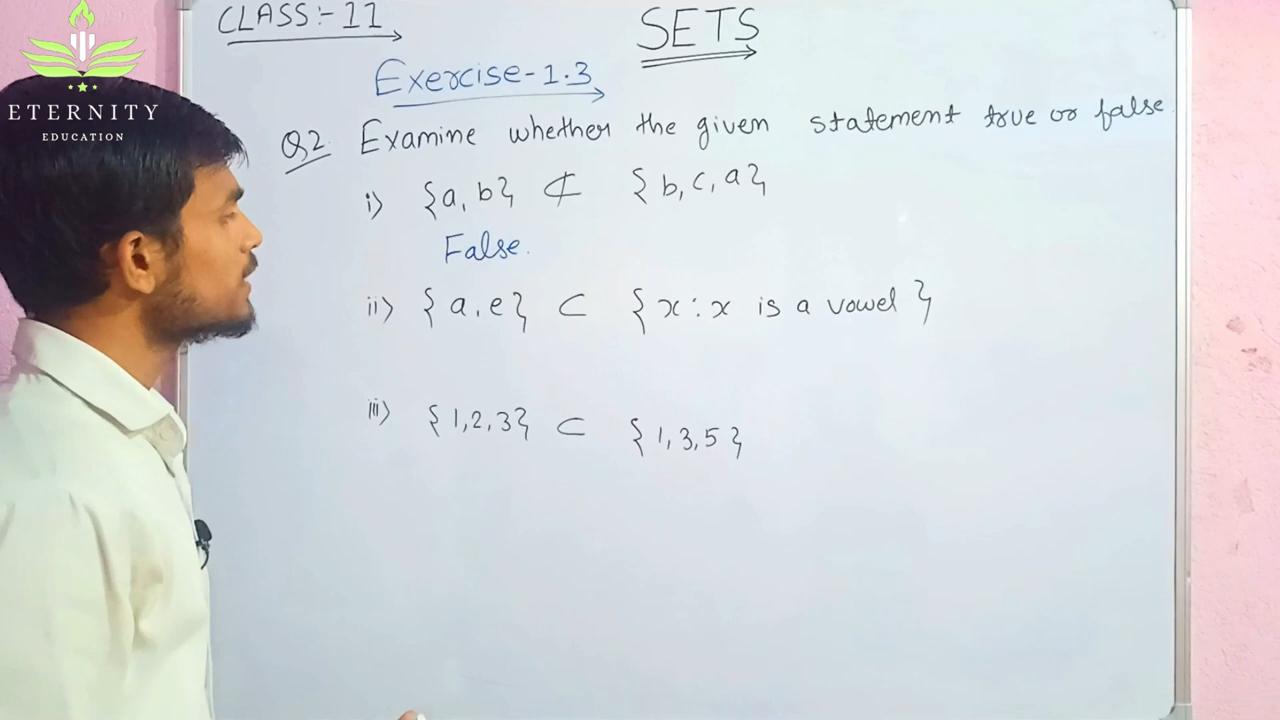 ETERNITY
EDUCATION
CLASS:- 11
SETS
Exercise-1.3
Q2 Examine whether the given statement true or false
i) {a, b} ⊄ {b, c, a}
False.
ii) {a, e} ⊂ {x : x is a vowel}
iii) {1, 2, 3} ⊂ {1, 3, 5}